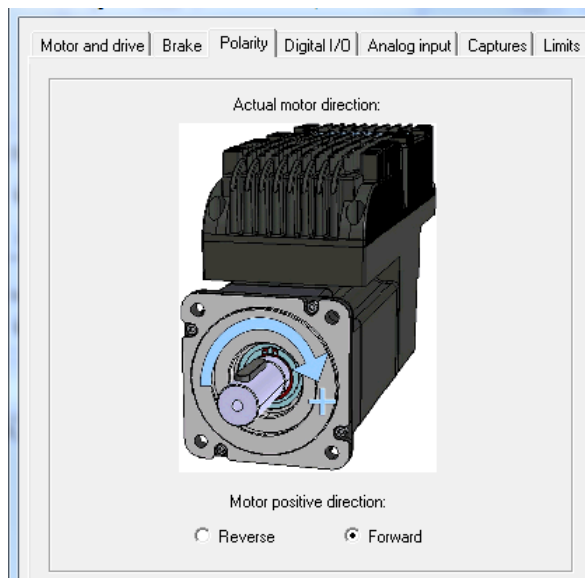 Motor and drive Brake Polarity Digital I/O Analog input Captures Limits
Actual motor direction:
+
Motor positive direction:
Reverse Forward